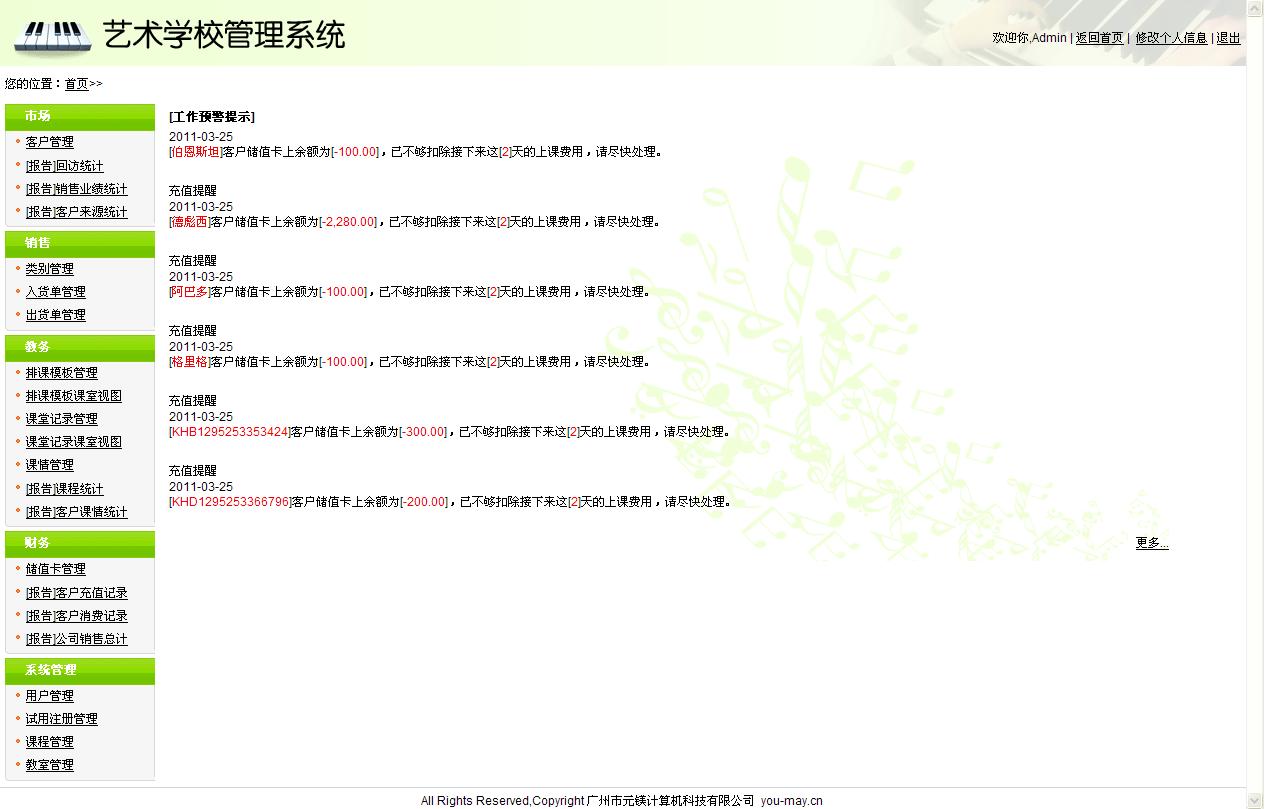 艺术学校管理系统
欢迎你,Admin | 返回首页 | 修改个人信息 | 退出
您的位置：首页>>
市场
客户管理
[报告]回访统计
[报告]销售业绩统计
[报告]客户来源统计
销售
类别管理
入货单管理
出货单管理
教务
排课模板管理
排课模板课室视图
课堂记录管理
课堂记录课室视图
课情管理
[报告]课程统计
[报告]客户课情统计
财务
储值卡管理
[报告]客户充值记录
[报告]客户消费记录
[报告]公司销售总计
系统管理
用户管理
试用注册管理
课程管理
教室管理
[工作预警提示]
2011-03-25
[伯恩斯坦]客户储值卡上余额为[-100.00]，已不够扣除接下来这[2]天的上课费用，请尽快处理。
充值提醒
2011-03-25
[德彪西]客户储值卡上余额为[-2,280.00]，已不够扣除接下来这[2]天的上课费用，请尽快处理。
充值提醒
2011-03-25
[阿巴多]客户储值卡上余额为[-100.00]，已不够扣除接下来这[2]天的上课费用，请尽快处理。
充值提醒
2011-03-25
[格里格]客户储值卡上余额为[-100.00]，已不够扣除接下来这[2]天的上课费用，请尽快处理。
充值提醒
2011-03-25
[KHB1295253353424]客户储值卡上余额为[-300.00]，已不够扣除接下来这[2]天的上课费用，请尽快处理。
充值提醒
2011-03-25
[KHD1295253366796]客户储值卡上余额为[-200.00]，已不够扣除接下来这[2]天的上课费用，请尽快处理。
更多...
All Rights Reserved,Copyright 广州市元镁计算机科技有限公司 you-may.cn